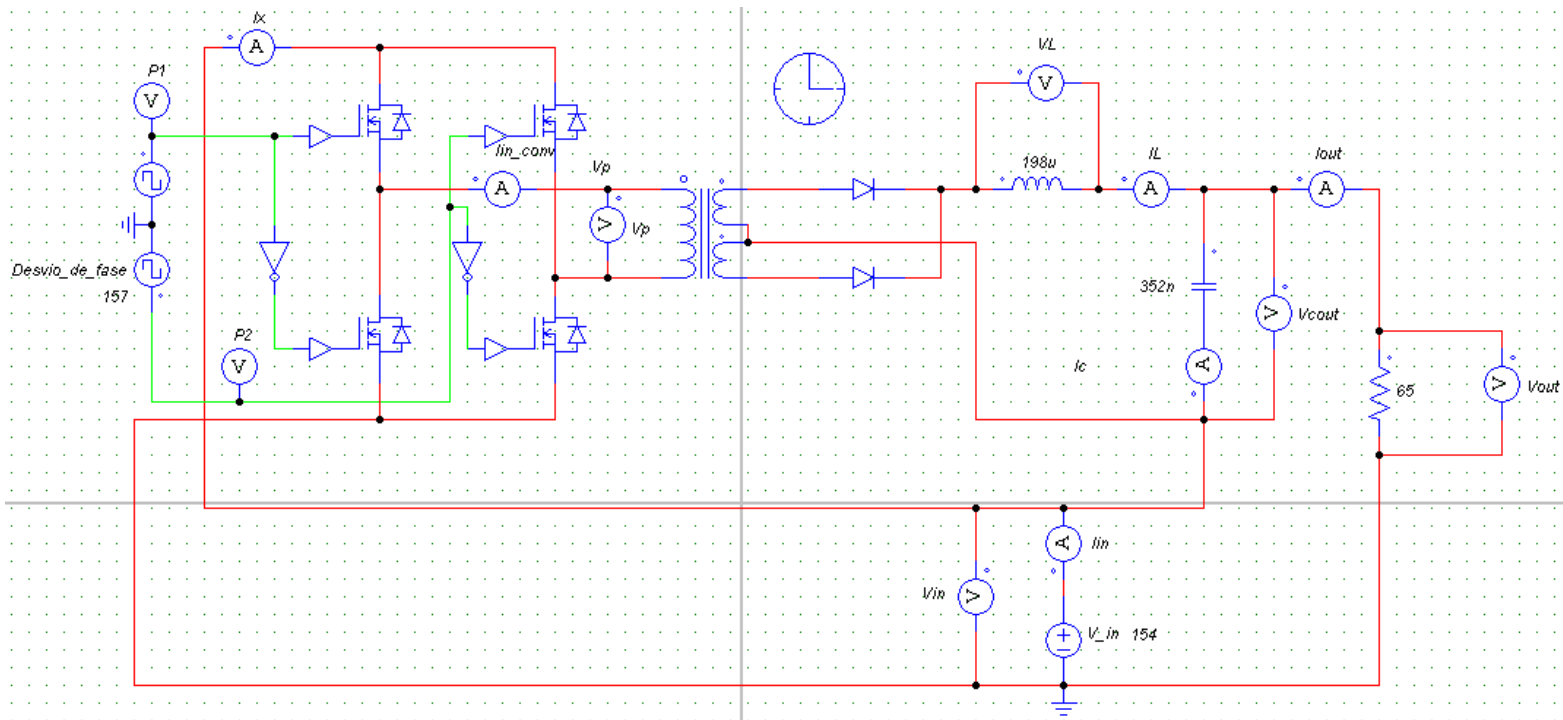 Ix
A
P1
V
Iin_conv
A
Vp
V
Vp
Desvio_de_fase
157
P2
V
VL
V
198u
IL
A
Iout
A
352n
V
Vcout
Ic
A
65
V
Vout
A
Iin
Vin
V
V_in 154